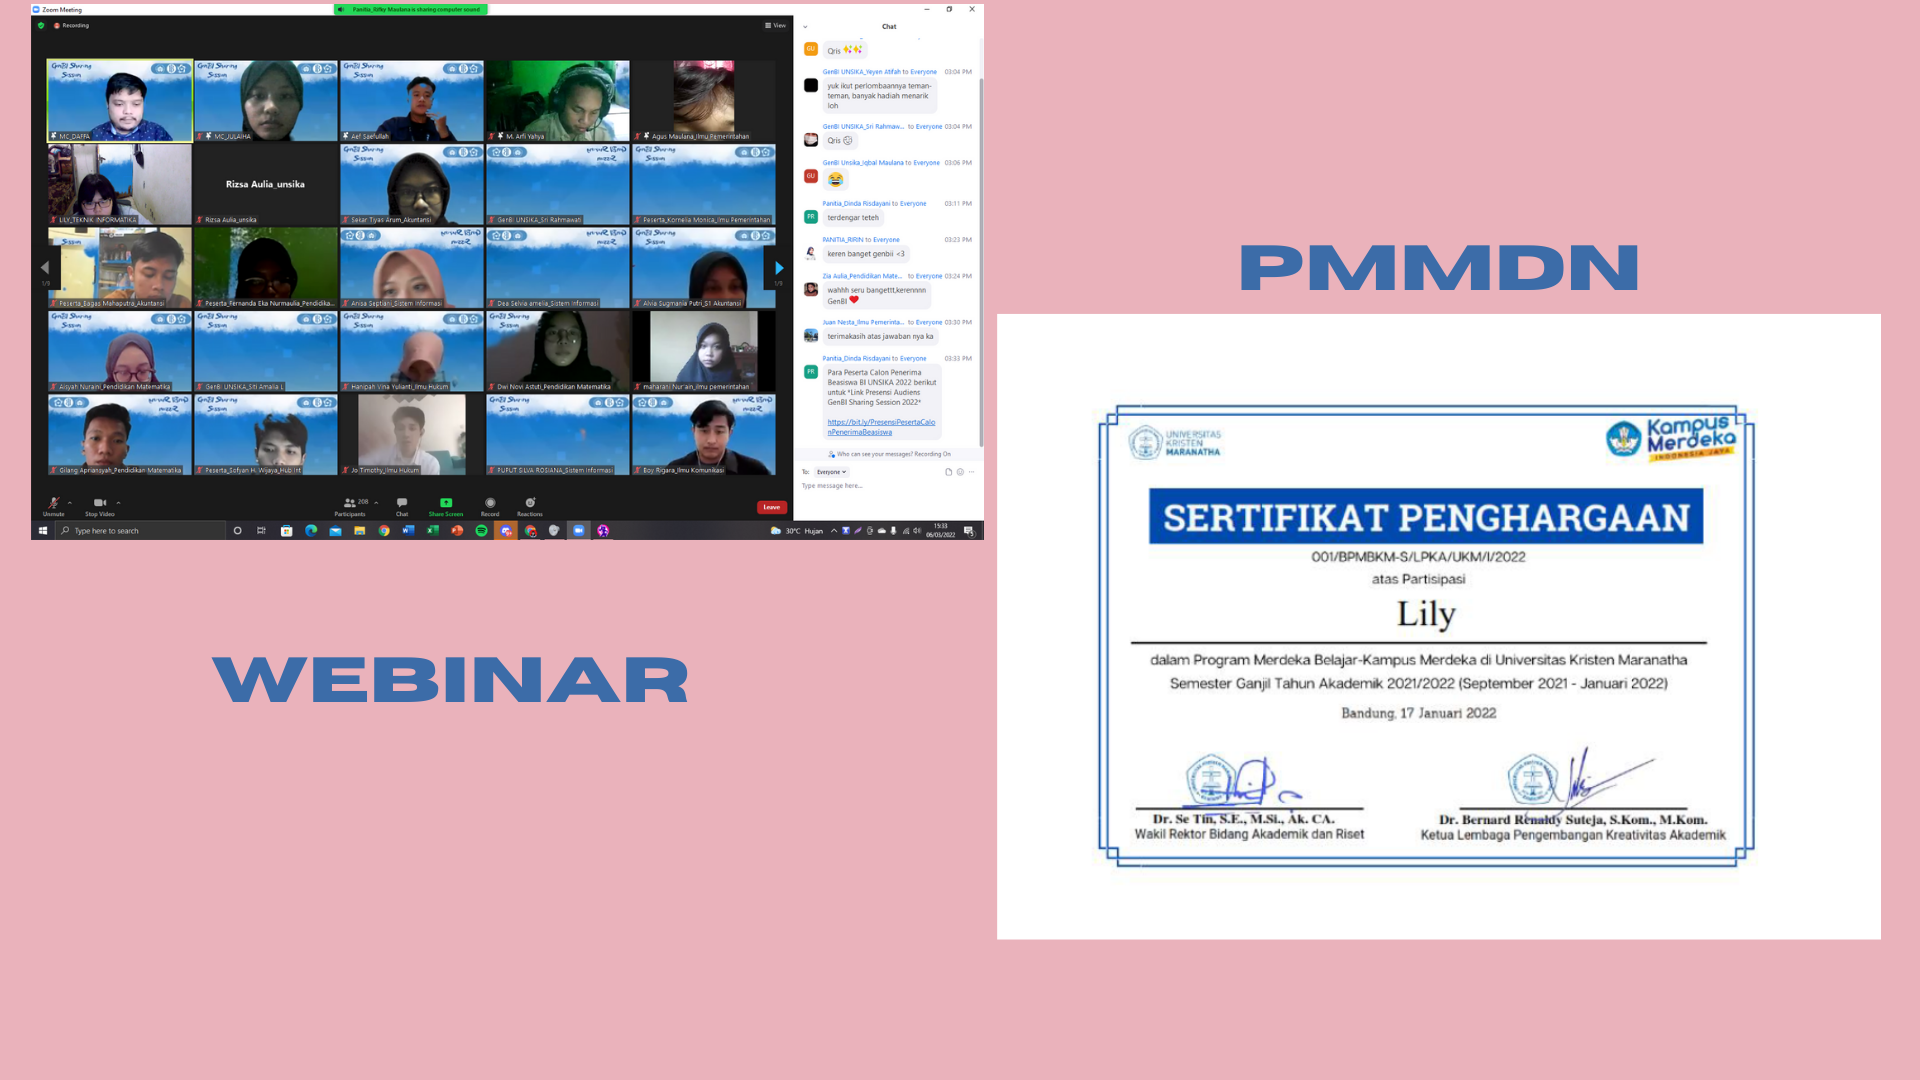 Zoom Meeting
Panitia_Rifky Maulana is sharing computer sound
Recording
View
GenBI Sharing Session
MC_DAFFA
MC_JULAIHA
Aef Saefullah
M. Arfi Yahya
Agus Maulana_Ilmu Pemerintahan
LILY_TEKNIK INFORMATIKA
Rizsa Aulia_unsika
Rizsa Aulia_unsika
Sekar Tiyas Arum_Akuntansi
GenBI UNSIKA_Sri Rahmawati
Peserta_Kornelia Monica_Ilmu Pemerintahan
1/9
Peserta_Bagas Mahaputra_Akuntansi
Peserta_Fernanda Eka Nurmaulia_Pendidika...
Anisa Septiani_Sistem Informasi
Dea Selvia amelia_Sistem Informasi
Alvia Sugmania Putri_S1 Akuntansi
1/9
Aisyah Nuraini_Pendidikan Matematika
GenBI UNSIKA_Siti Amalia L
Hanipah Vina Yulianti_Ilmu Hukum
Dwi Novi Astuti_Pendidikan Matematika
maharani Nur'ain_ilmu pemerintahan
Gilang Apriansyah_Pendidikan Matematika
Peserta_Sofyan H. Wijaya_Hub Int
Jo Timothy_Ilmu Hukum
PUPUT SILVA ROSIANA_Sistem Informasi
Boy Rigara_Ilmu Komunikasi
Unmute
Stop Video
Participants
208
Chat
Share Screen
Record
Reactions
Leave
Chat
GU
Qris ✨✨
GenBI UNSIKA_Yeyen Atifah to Everyone 03:04 PM
yuk ikut perlombaannya teman-
teman, banyak hadiah menarik
loh
GenBI UNSIKA_Sri Rahmaw... to Everyone 03:04 PM
Qris
GenBI Unsika_Iqbal Maulana to Everyone 03:06 PM
GU
😂
Panitia_Dinda Risdayani to Everyone 03:11 PM
PR
terdengar teteh
PANITIA_RIRIN to Everyone 03:23 PM
keren banget genbii <3
Zia Aulia_Pendidikan Mate... to Everyone 03:24 PM
wahhh seru bangettt,kerennnn
GenBI ❤
Juan Nesta_Ilmu Pemerinta... to Everyone 03:30 PM
terimakasih atas jawaban nya ka
Panitia_Dinda Risdayani to Everyone 03:33 PM
PR
Para Peserta Calon Penerima
Beasiswa BI UNSIKA 2022 berikut
untuk *Link Presensi Audiens
GenBI Sharing Session 2022*
https://bit.ly/PresensiPesertaCalo
nPenerimaBeasiswa
Who can see your messages? Recording On
To: Everyone
Type message here...
Type here to search
30°C Hujan
15:33
06/03/2022
WEBINAR
PMMDN
UNIVERSITAS
KRISTEN
MARANATHA
Kampus
Merdeka
INDONESIA JAYA
SERTIFIKAT PENGHARGAAN
001/BPMBKM-S/LPKA/UKM/I/2022
atas Partisipasi
Lily
dalam Program Merdeka Belajar-Kampus Merdeka di Universitas Kristen Maranatha
Semester Ganjil Tahun Akademik 2021/2022 (September 2021 - Januari 2022)
Bandung, 17 Januari 2022
Dr. Se Tin, S.E., M.Si., Ak. CA.
Wakil Rektor Bidang Akademik dan Riset
Dr. Bernard Renaldy Suteja, S.Kom., M.Kom.
Ketua Lembaga Pengembangan Kreativitas Akademik